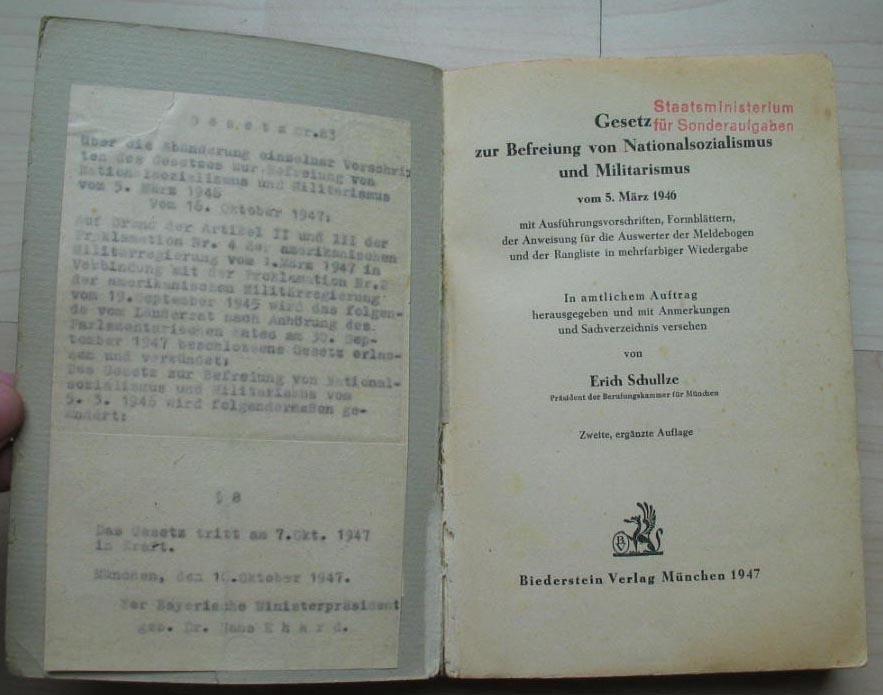 Gesetz nr.83
über die Abänderung einzelner Vorschrif
ten des Gesetzes zur Befreiung von
Nationalsozialismus und Militarismus
vom 5. März 1946
Vom 16. Oktober 1947:
Auf Grund der Artikel II und III der
Proklamation Nr. 4 der amerikanischen
Militärregierung vom 1.März 1947 in
Verbindung mit der Proklamation Nr.2
der amerikanischen Militärregierung
vom 19.September 1945 wird das folgen-
de vom Länderrat nach Anhörung des
Parlamentarischen Rates am 30. Sep-
tember 1947 beschlossene Gesetz erlas-
sen und verkündet;
Das Gesetz zur Befreiung von National-
sozialismus und Militarismus vom
5. 3. 1946 wird folgendermaßen ge-
ändert:
§ 8
Das Gesetz tritt am 7.Okt. 1947
in Kraft.
München, den 16.Oktober 1947.
Der Bayerische Ministerpräsident
gez. Dr. Hans Ehard.
Staatsministerium
für Sonderaufgaben
Gesetz
zur Befreiung von Nationalsozialismus
und Militarismus
vom 5. März 1946
mit Ausführungsvorschriften, Formblättern,
der Anweisung für die Auswerter der Meldebogen
und der Rangliste in mehrfarbiger Wiedergabe
In amtlichem Auftrag
herausgegeben und mit Anmerkungen
und Sachverzeichnis versehen
von
Erich Schullze
Präsident der Berufungskammer für München
Zweite, ergänzte Auflage
Biederstein Verlag München 1947